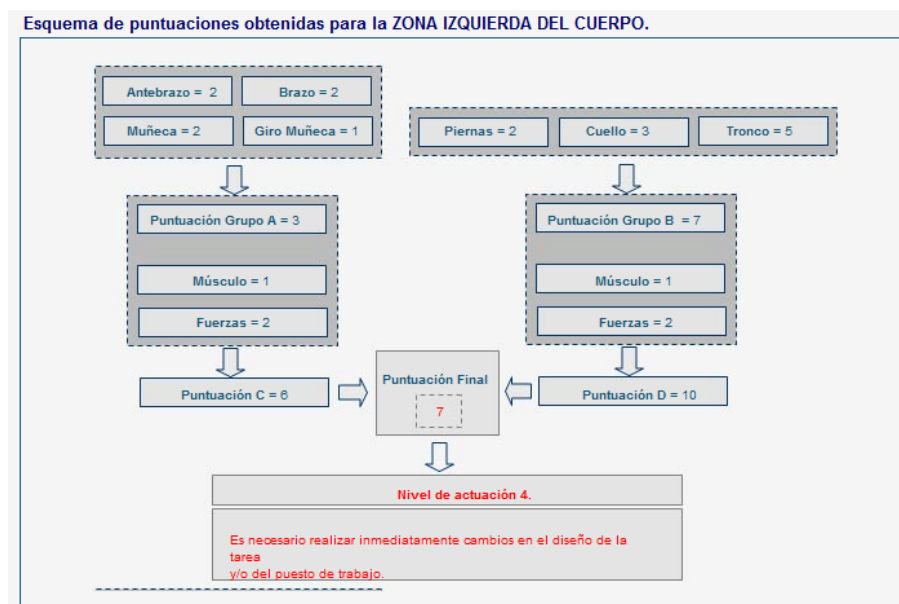 Esquema de puntuaciones obtenidas para la ZONA IZQUIERDA DEL CUERPO.
Antebrazo = 2
Brazo = 2
Muñeca = 2
Giro Muñeca = 1
Piernas = 2
Cuello = 3
Tronco = 5
Puntuación Grupo A = 3
Músculo = 1
Fuerzas = 2
Puntuación Grupo B = 7
Músculo = 1
Fuerzas = 2
Puntuación C = 6
Puntuación Final
7
Puntuación D = 10
Nivel de actuación 4.
Es necesario realizar inmediatamente cambios en el diseño de la
tarea
y/o del puesto de trabajo.